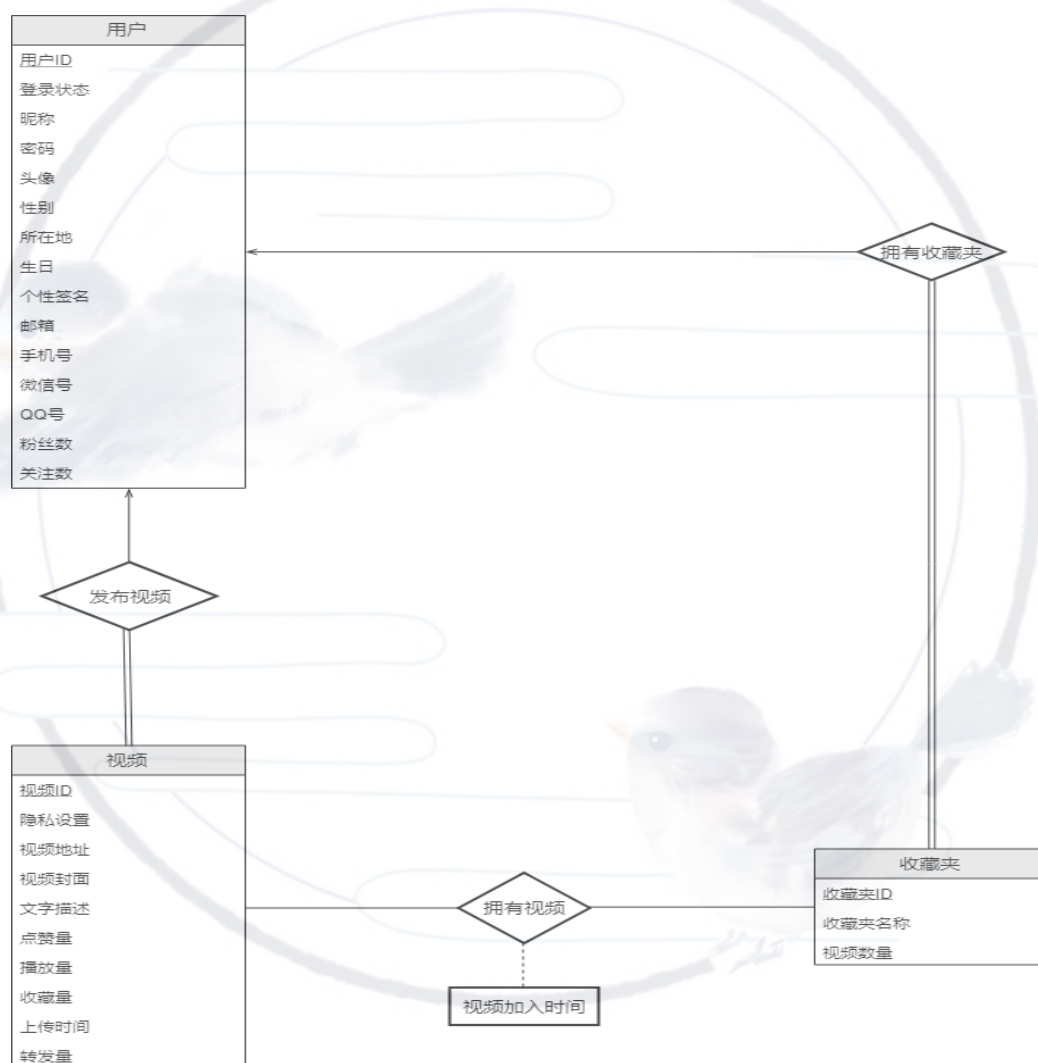 用户
用户ID
登录状态
昵称
密码
头像
性别
所在地
生日
个性签名
邮箱
手机号
微信号
QQ号
粉丝数
关注数
拥有收藏夹
发布视频
视频
视频ID
隐私设置
视频地址
视频封面
文字描述
点赞量
播放量
收藏量
上传时间
转发量
拥有视频
视频加入时间
收藏夹
收藏夹ID
收藏夹名称
视频数量